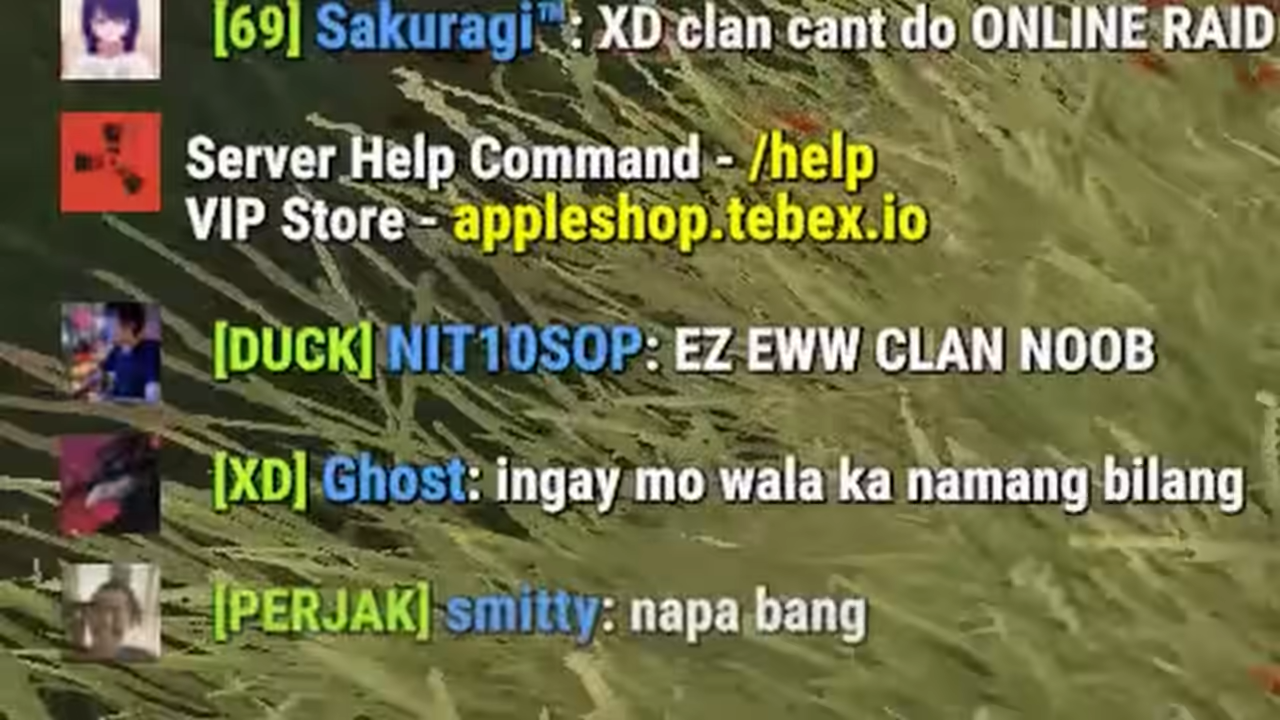 [69] Sakuragi™: XD clan cant do ONLINE RAID
Server Help Command - /help
VIP Store - appleshop.tebex.io
[DUCK] NIT10SOP: EZ EWW CLAN NOOB
[XD] Ghost: ingay mo wala ka namang bilang
[PERJAK] smitty: napa bang